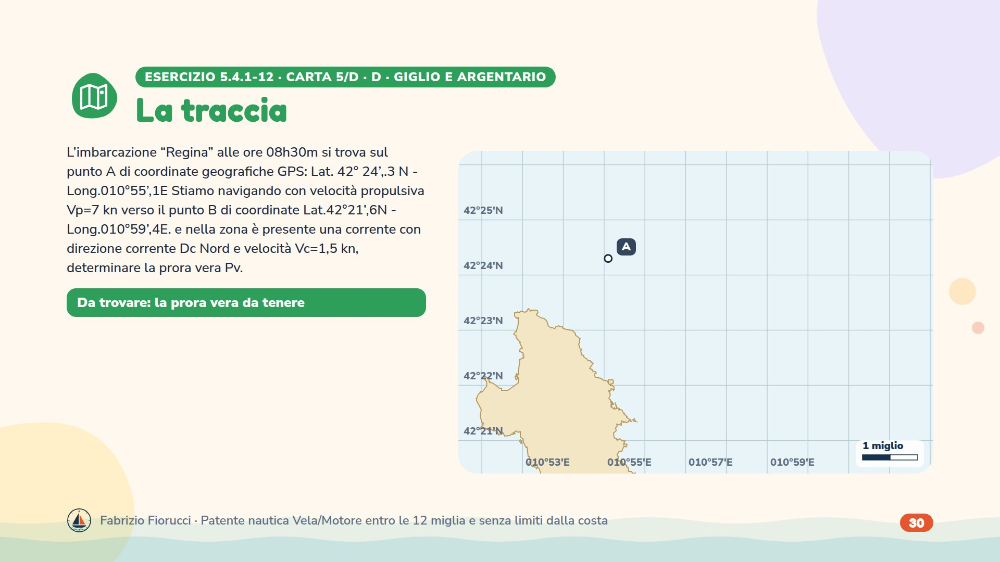 ESERCIZIO 5.4.1-12 · CARTA 5/D · D · GIGLIO E ARGENTARIO
La traccia
L’imbarcazione “Regina” alle ore 08h30m si trova sul
punto A di coordinate geografiche GPS: Lat. 42° 24’,.3 N -
Long.010°55’,1E Stiamo navigando con velocità propulsiva
Vp=7 kn verso il punto B di coordinate Lat.42°21’,6N -
Long.010°59’,4E. e nella zona è presente una corrente con
direzione corrente Dc Nord e velocità Vc=1,5 kn,
determinare la prora vera Pv.
Da trovare: la prora vera da tenere
42°25'N
A
42°24'N
42°23'N
42°22'N
42°21'N
1 miglio
010°53'E
010°55'E
010°57'E
010°59'E
Fabrizio Fiorucci · Patente nautica Vela/Motore entro le 12 miglia e senza limiti dalla costa
30